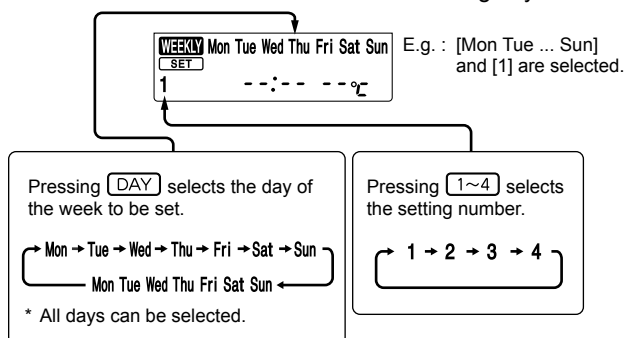 WEEKLY Mon Tue Wed Thu Fri Sat Sun
SET
1 --:-- --℃
E.g. : [Mon Tue ... Sun]
and [1] are selected.
Pressing DAY selects the day of
the week to be set.
Mon → Tue → Wed → Thu → Fri → Sat → Sun
Mon Tue Wed Thu Fri Sat Sun
* All days can be selected.
Pressing 1~4 selects
the setting number.
1 → 2 → 3 → 4